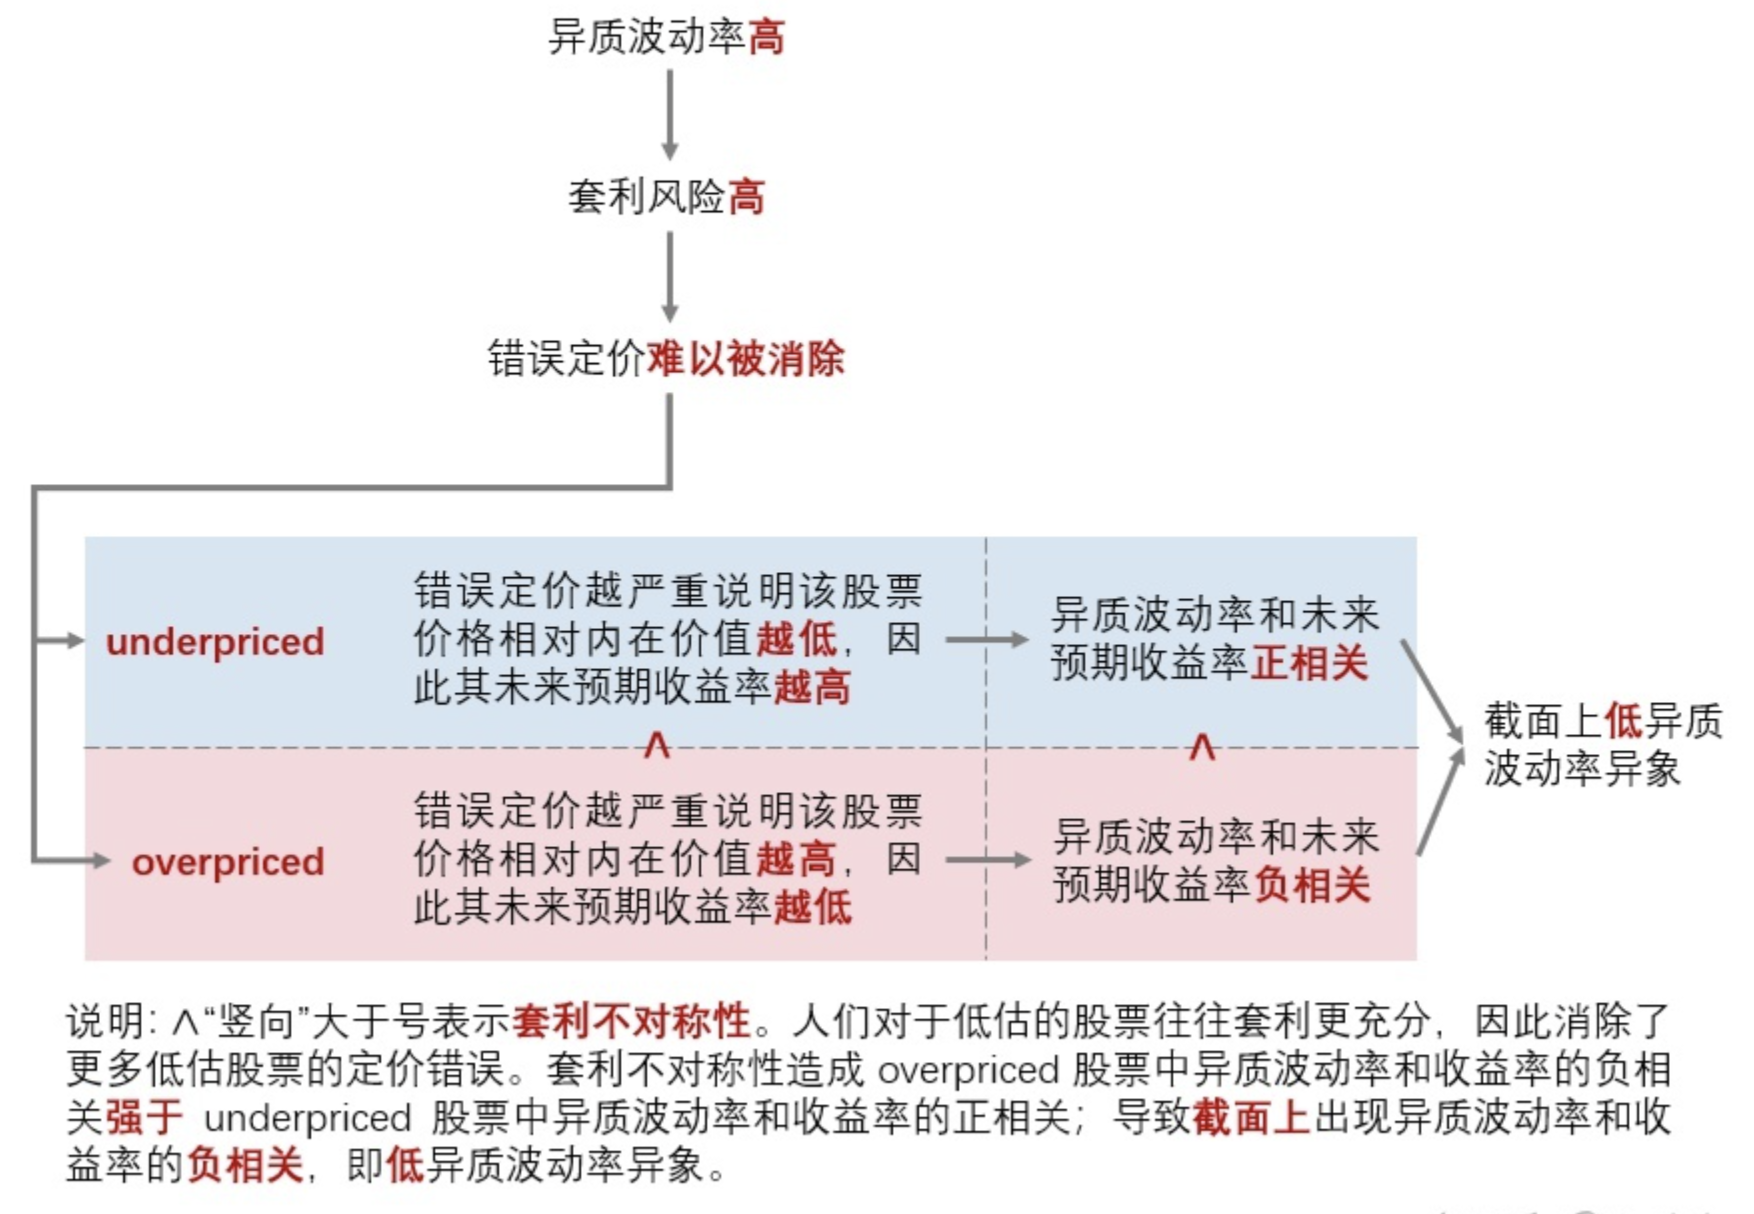 异质波动率高
套利风险高
错误定价难以被消除
underpriced
错误定价越严重说明该股票
价格相对内在价值越低，因
此其未来预期收益率越高
异质波动率和未来
预期收益率正相关
∧
∧
截面上低异质
波动率异象
overpriced
错误定价越严重说明该股票
价格相对内在价值越高，因
此其未来预期收益率越低
异质波动率和未来
预期收益率负相关
说明：∧“竖向”大于号表示套利不对称性。人们对于低估的股票往往套利更充分，因此消除了
更多低估股票的定价错误。套利不对称性造成 overpriced 股票中异质波动率和收益率的负相
关强于 underpriced 股票中异质波动率和收益率的正相关；导致截面上出现异质波动率和收
益率的负相关，即低异质波动率异象。